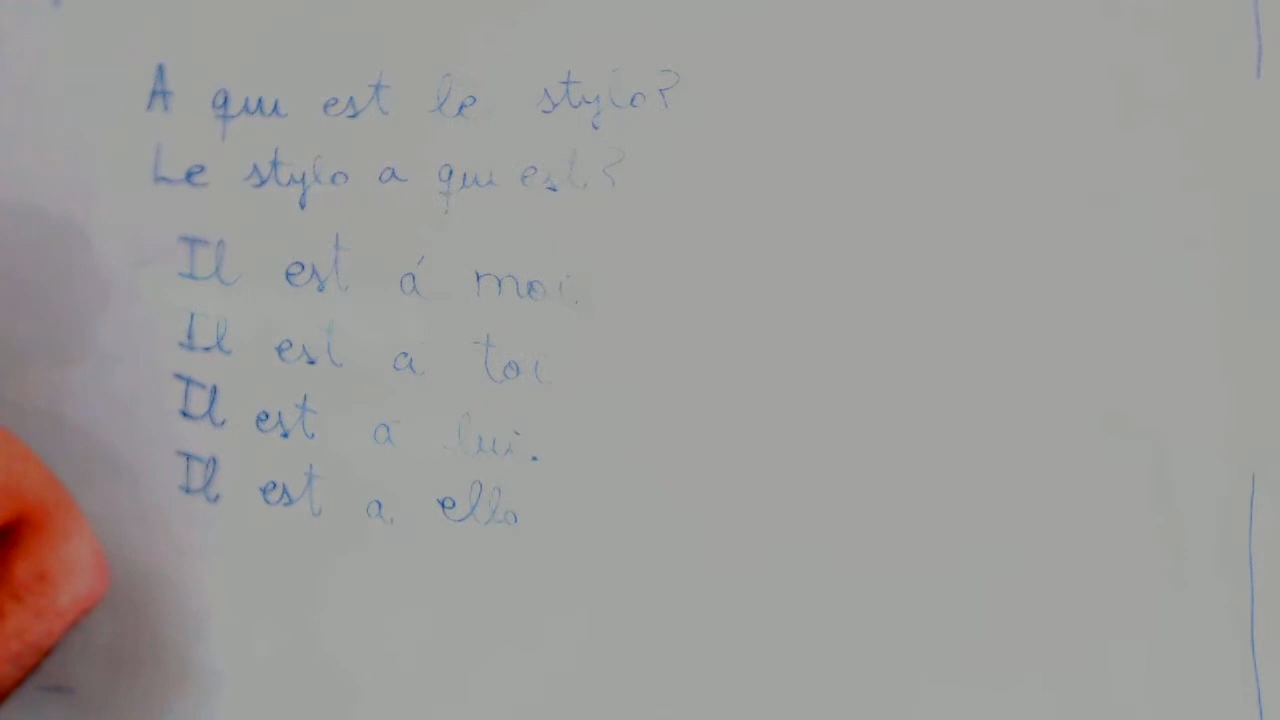 A qui est le stylo?
Le stylo a qui est?
Il est á moi.
Il est a toi
Il est a lui.
Il est a elle